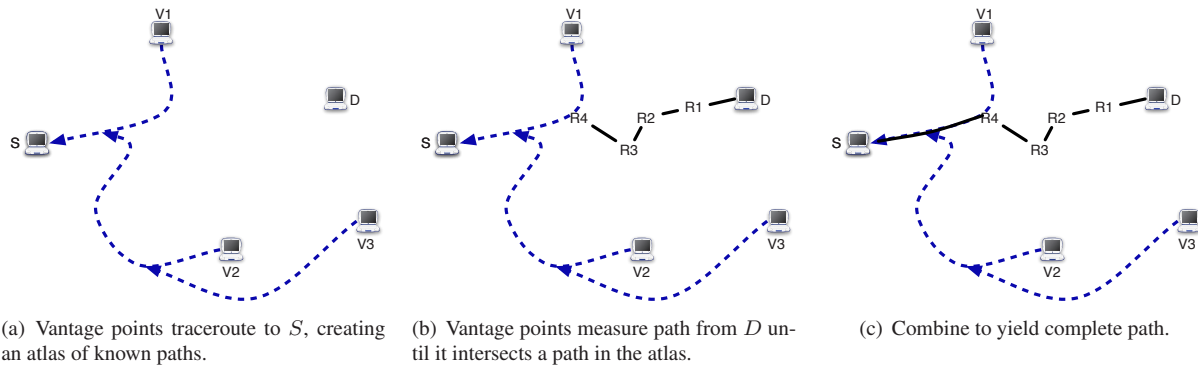 V1
D
S
V2
V3
(a) Vantage points traceroute to S, creating
an atlas of known paths.
V1
D
R1
R2
R4
R3
S
V2
V3
(b) Vantage points measure path from D un-
til it intersects a path in the atlas.
V1
D
R1
R2
R4
R3
S
V2
V3
(c) Combine to yield complete path.